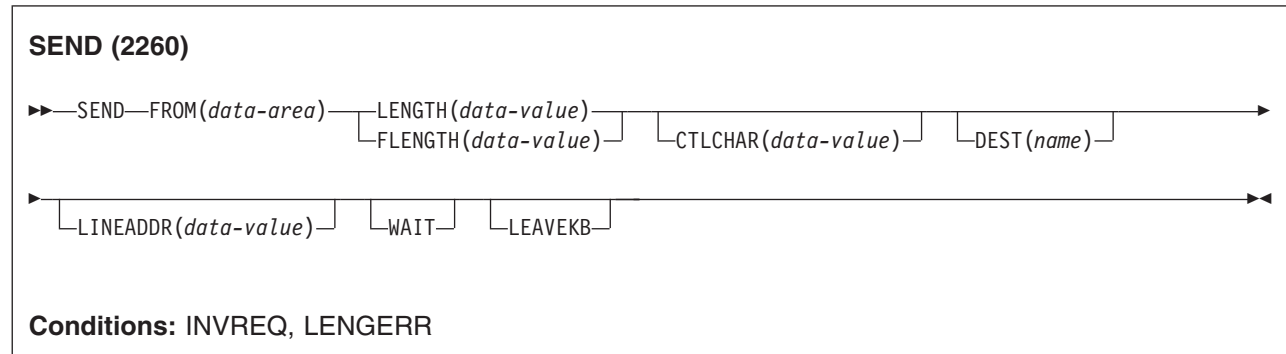 SEND (2260)
SEND FROM(data-area) LENGTH(data-value)
FLENGTH(data-value) CTLCHAR(data-value) DEST(name)
LINEADDR(data-value) WAIT LEAVEKB
Conditions: INVREQ, LENGERR